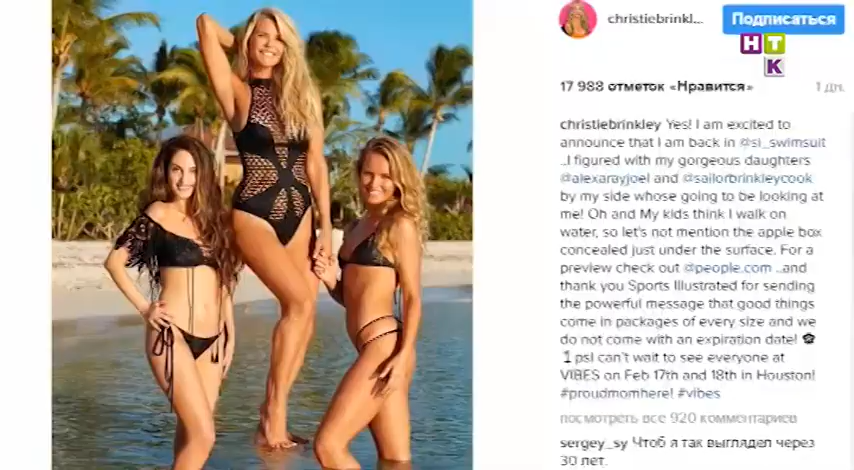 christiebrinkl...
Подписаться
НТК
17 988 отметок «Нравится»
1 дн.
christiebrinkley Yes! I am excited to
announce that I am back in @si_swimsuit
..I figured with my gorgeous daughters
@alexarayjoel and @sailorbrinkleycook
by my side whose going to be looking at
me! Oh and My kids think I walk on
water, so let's not mention the apple box
concealed just under the surface. For a
preview check out @people.com ..and
thank you Sports Illustrated for sending
the powerful message that good things
come in packages of every size and we
do not come with an expiration date!
1 psI can't wait to see everyone at
VIBES on Feb 17th and 18th in Houston!
#proudmomhere! #vibes
посмотреть все 920 комментариев
sergey_sy Чтоб я так выглядел через
30 лет.